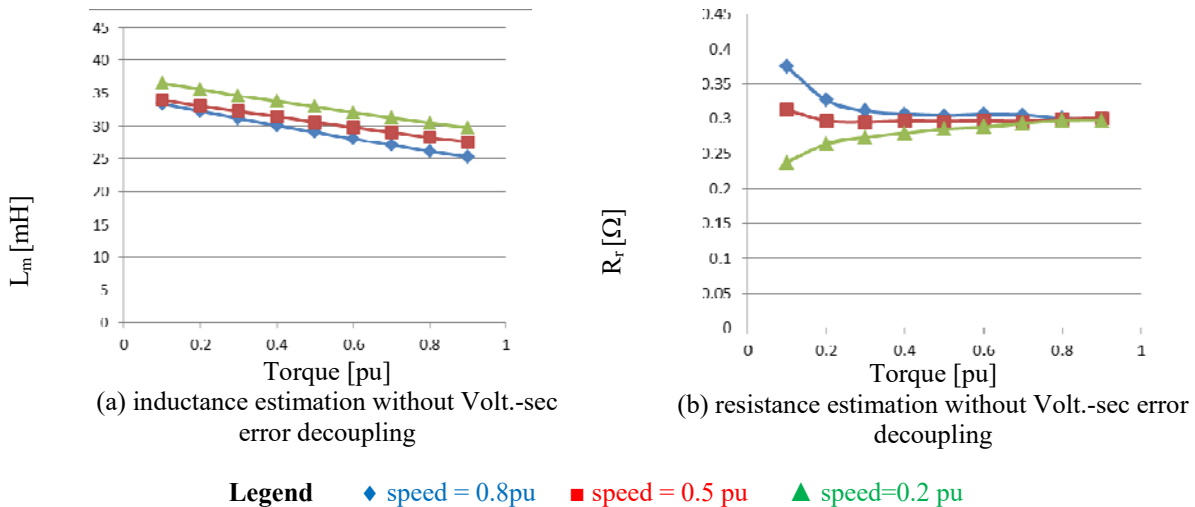 45
40
35
30
25
20
15
10
5
0
0 0.2 0.4 0.6 0.8 1
L_m [mH]
Torque [pu]
(a) inductance estimation without Volt.-sec
error decoupling
0.45
0.4
0.35
0.3
0.25
0.2
0.15
0.1
0.05
0
0 0.2 0.4 0.6 0.8 1
R_r [Ω]
Torque [pu]
(b) resistance estimation without Volt.-sec error
decoupling
Legend speed = 0.8pu speed = 0.5 pu speed=0.2 pu